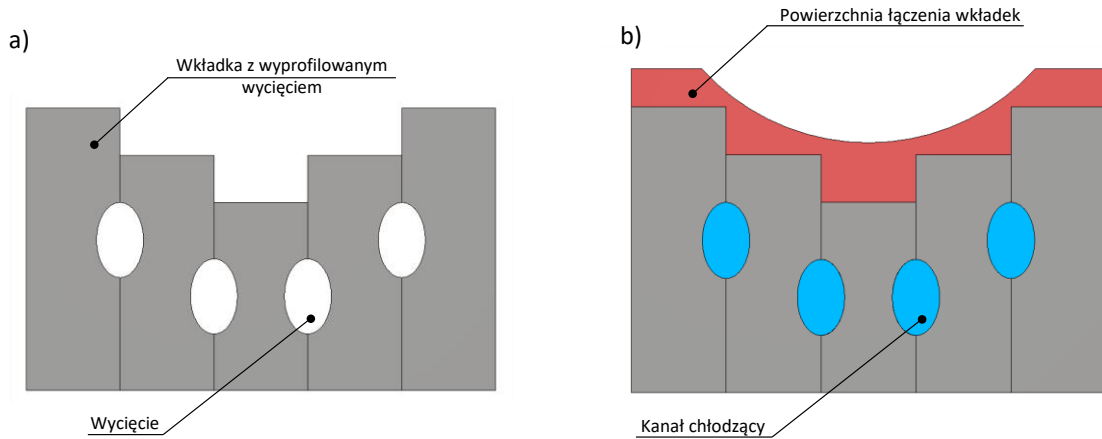 a)
Wkładka z wyprofilowanym
wycięciem
Wycięcie
b)
Powierzchnia łączenia wkładek
Kanał chłodzący